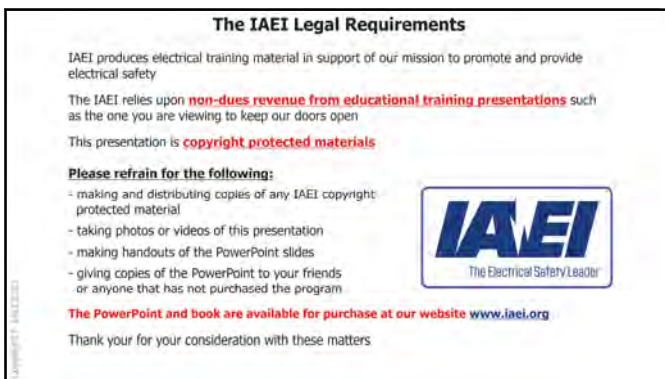 The IAEI Legal Requirements
IAEI produces electrical training material in support of our mission to promote and provide
electrical safety
The IAEI relies upon non-dues revenue from educational training presentations such
as the one you are viewing to keep our doors open
This presentation is copyright protected materials
Please refrain for the following:
- making and distributing copies of any IAEI copyright
protected material
- taking photos or videos of this presentation
- making handouts of the PowerPoint slides
- giving copies of the PowerPoint to your friends
or anyone that has not purchased the program
IAEI
The Electrical Safety Leader
The PowerPoint and book are available for purchase at our website www.iaei.org
Thank your for your consideration with these matters